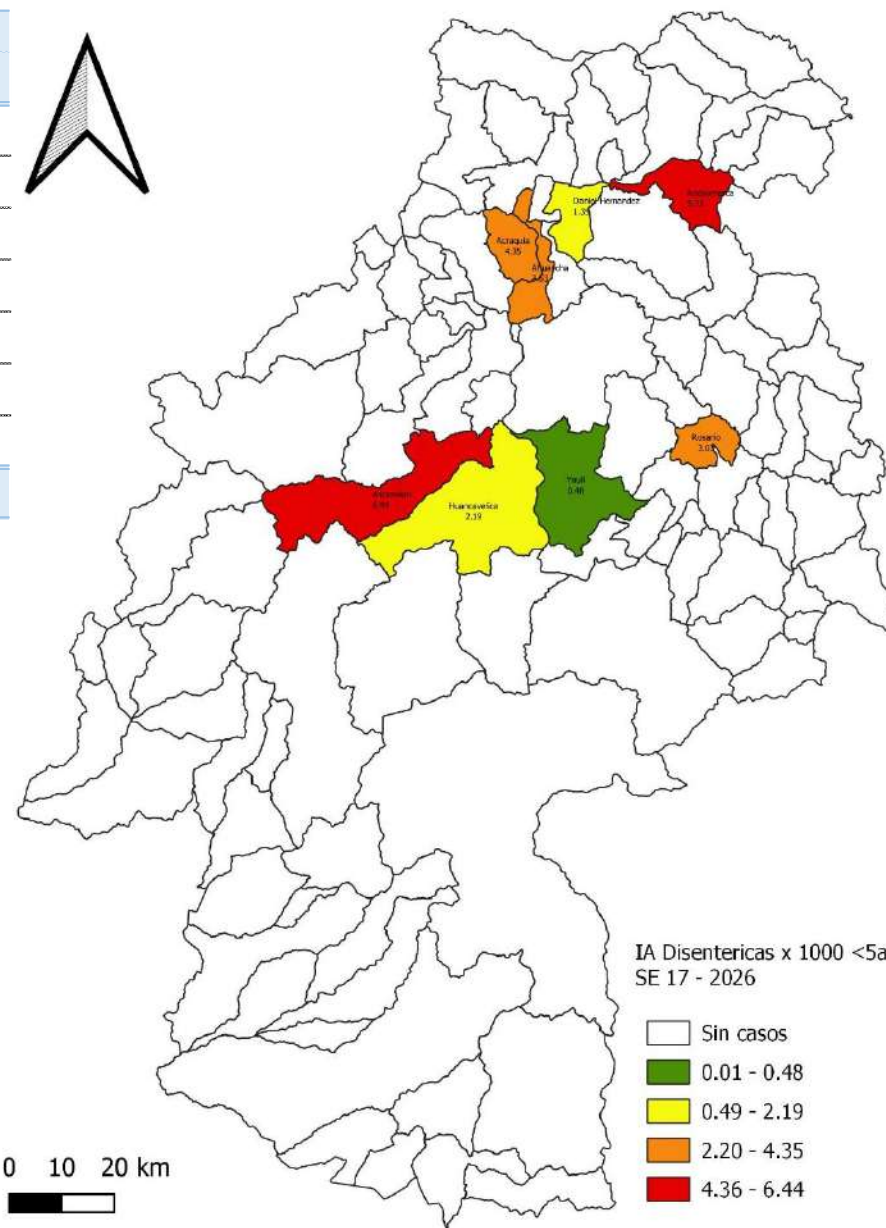 Daniel Hernandez
1.35
Acraquia
4.35
Rosario
Yauli
0.48
Huancavelica
2.19
IA Disentericas x 1000 <5a
SE 17 - 2026
Sin casos
0.01 - 0.48
0.49 - 2.19
2.20 - 4.35
4.36 - 6.44
0 10 20 km